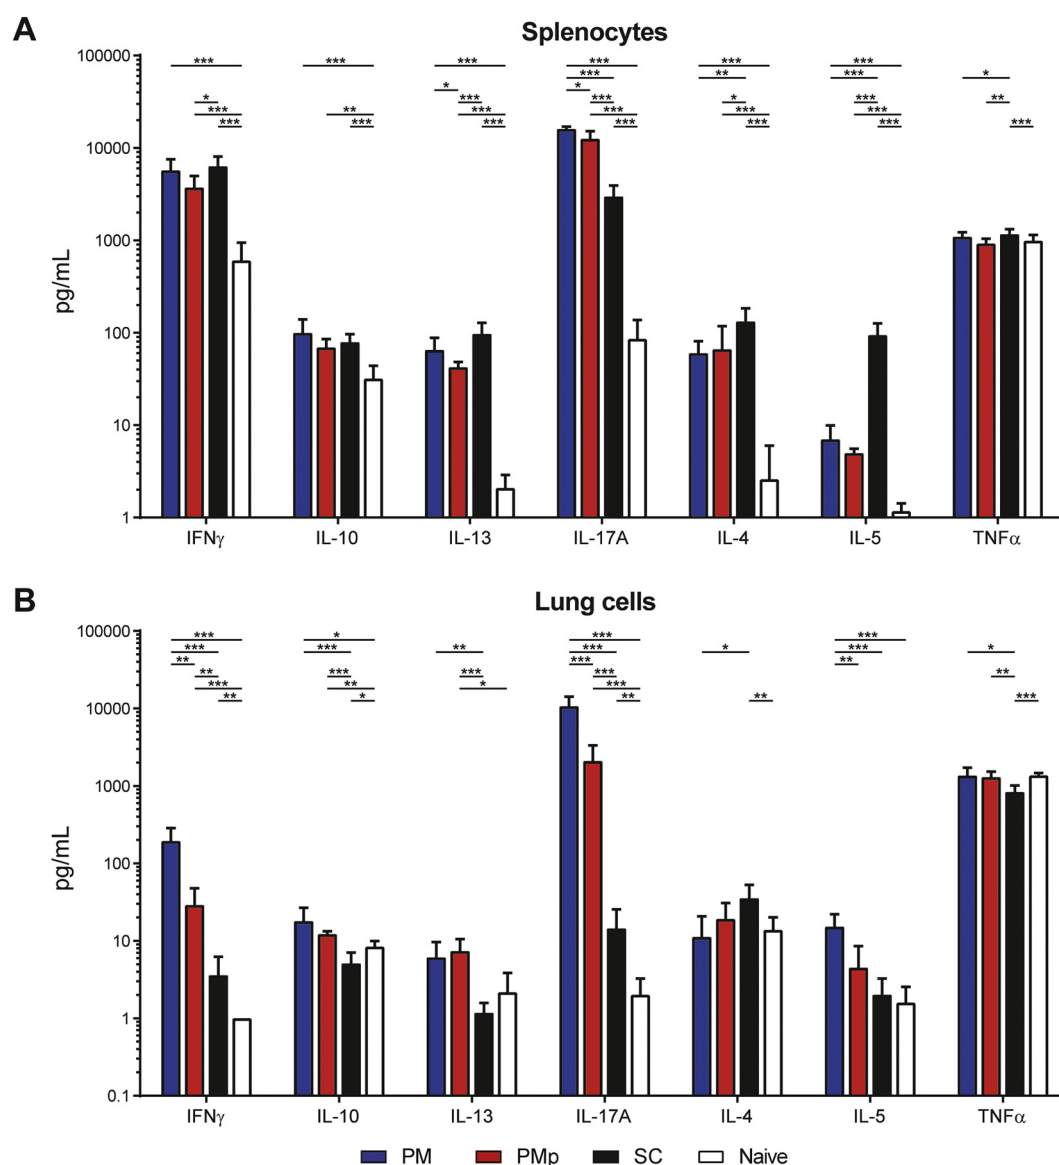 A
Splenocytes
100000
10000
1000
100
10
1
pg/mL
*** *** *** *** *** *** ***
*** ** *** *
* * * * *** *** * *** **
*** ** *** *** *** ***
*** *** *** *** *** *** ***
IFNγ IL-10 IL-13 IL-17A IL-4 IL-5 TNFα
B
Lung cells
100000
10000
1000
100
10
1
0.1
pg/mL
*** * *** ***
*** *** ** *** * *** *
** *** **
** *** *** *** **
*** ** * ***
** * ** ** ***
IFNγ IL-10 IL-13 IL-17A IL-4 IL-5 TNFα
PM PMp SC Naive